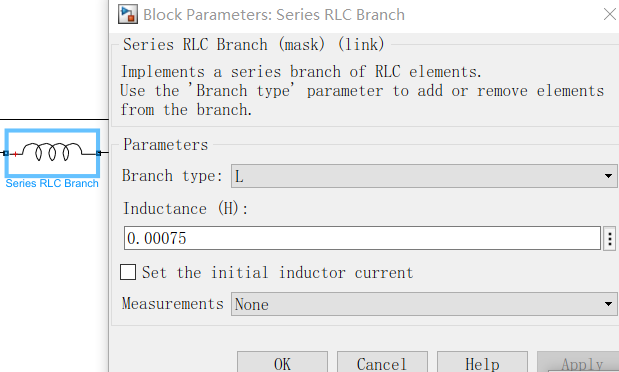 Block Parameters: Series RLC Branch
Series RLC Branch (mask) (link)
Implements a series branch of RLC elements.
Use the 'Branch type' parameter to add or remove elements
from the branch.
Series RLC Branch
Parameters
Branch type: L
Inductance (H):
0.00075
Set the initial inductor current
Measurements None
OK Cancel Help Apply